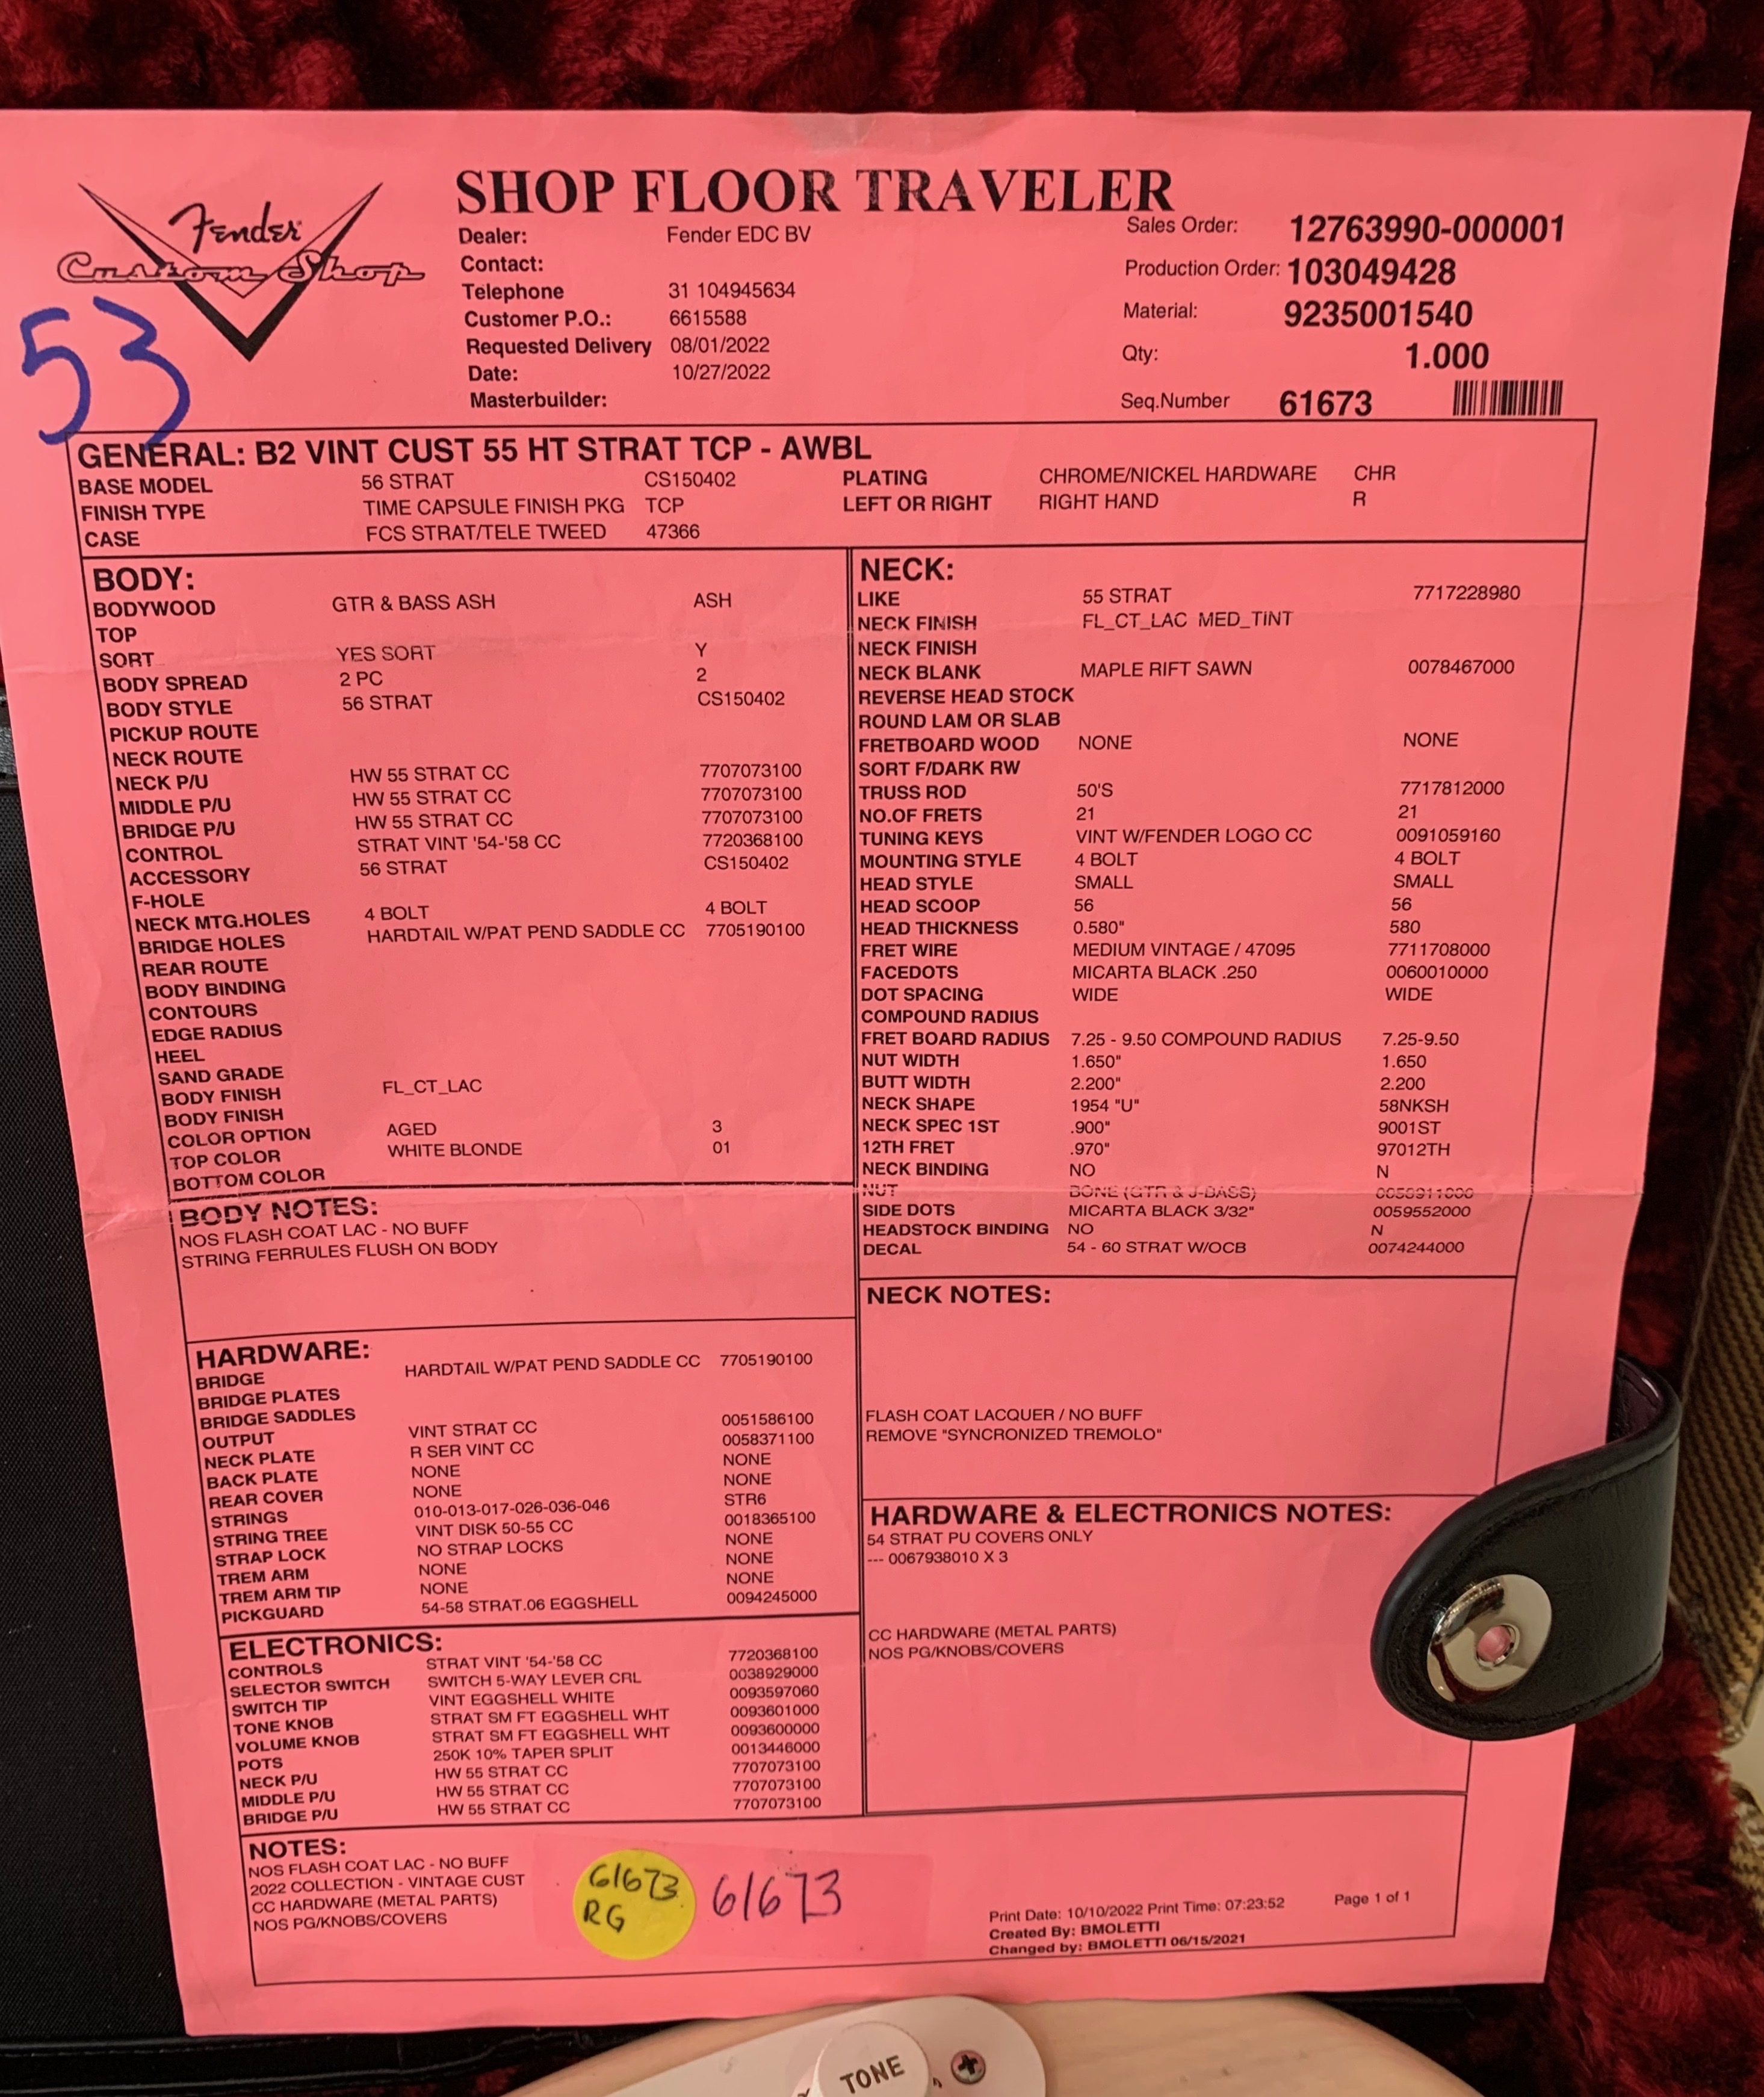 Fender
Custom Shop
53
SHOP FLOOR TRAVELER
Dealer: Fender EDC BV
Contact:
Telephone 31 104945634
Customer P.O.: 6615588
Requested Delivery 08/01/2022
Date: 10/27/2022
Masterbuilder:
Sales Order: 12763990-000001
Production Order: 103049428
Material: 9235001540
Qty: 1.000
Seq.Number 61673
GENERAL: B2 VINT CUST 55 HT STRAT TCP - AWBL
BASE MODEL 56 STRAT CS150402
FINISH TYPE TIME CAPSULE FINISH PKG TCP
CASE FCS STRAT/TELE TWEED 47366
PLATING CHROME/NICKEL HARDWARE CHR
LEFT OR RIGHT RIGHT HAND R
BODY:
BODYWOOD GTR & BASS ASH ASH
TOP
SORT YES SORT Y
BODY SPREAD 2 PC 2
BODY STYLE 56 STRAT CS150402
PICKUP ROUTE
NECK ROUTE
NECK P/U HW 55 STRAT CC 7707073100
MIDDLE P/U HW 55 STRAT CC 7707073100
BRIDGE P/U HW 55 STRAT CC 7707073100
CONTROL STRAT VINT '54-'58 CC 7720368100
ACCESSORY 56 STRAT CS150402
F-HOLE
NECK MTG.HOLES 4 BOLT 4 BOLT
BRIDGE HOLES HARDTAIL W/PAT PEND SADDLE CC 7705190100
REAR ROUTE
BODY BINDING
CONTOURS
EDGE RADIUS
HEEL
SAND GRADE
BODY FINISH FL_CT_LAC
BODY FINISH
COLOR OPTION AGED 3
TOP COLOR WHITE BLONDE 01
BOTTOM COLOR
BODY NOTES:
NOS FLASH COAT LAC - NO BUFF
STRING FERRULES FLUSH ON BODY
HARDWARE:
BRIDGE HARDTAIL W/PAT PEND SADDLE CC 7705190100
BRIDGE PLATES
BRIDGE SADDLES
OUTPUT VINT STRAT CC 0051586100
NECK PLATE R SER VINT CC 0058371100
BACK PLATE NONE NONE
REAR COVER NONE NONE
STRINGS 010-013-017-026-036-046 STR6
STRING TREE VINT DISK 50-55 CC 0018365100
STRAP LOCK NO STRAP LOCKS NONE
TREM ARM NONE NONE
TREM ARM TIP NONE NONE
PICKGUARD 54-58 STRAT.06 EGGSHELL 0094245000
ELECTRONICS:
CONTROLS STRAT VINT '54-'58 CC 7720368100
SELECTOR SWITCH SWITCH 5-WAY LEVER CRL 0038929000
SWITCH TIP VINT EGGSHELL WHITE 0093597060
TONE KNOB STRAT SM FT EGGSHELL WHT 0093601000
VOLUME KNOB STRAT SM FT EGGSHELL WHT 0093600000
POTS 250K 10% TAPER SPLIT 0013446000
NECK P/U HW 55 STRAT CC 7707073100
MIDDLE P/U HW 55 STRAT CC 7707073100
BRIDGE P/U HW 55 STRAT CC 7707073100
NECK:
LIKE 55 STRAT 7717228980
NECK FINISH FL_CT_LAC MED_TINT
NECK FINISH
NECK BLANK MAPLE RIFT SAWN 0078467000
REVERSE HEAD STOCK
ROUND LAM OR SLAB
FRETBOARD WOOD NONE NONE
SORT F/DARK RW
TRUSS ROD 50'S 7717812000
NO.OF FRETS 21 21
TUNING KEYS VINT W/FENDER LOGO CC 0091059160
MOUNTING STYLE 4 BOLT 4 BOLT
HEAD STYLE SMALL SMALL
HEAD SCOOP 56 56
HEAD THICKNESS 0.580" 580
FRET WIRE MEDIUM VINTAGE / 47095 7711708000
FACEDOTS MICARTA BLACK .250 0060010000
DOT SPACING WIDE WIDE
COMPOUND RADIUS
FRET BOARD RADIUS 7.25 - 9.50 COMPOUND RADIUS 7.25-9.50
NUT WIDTH 1.650" 1.650
BUTT WIDTH 2.200" 2.200
NECK SHAPE 1954 "U" 58NKSH
NECK SPEC 1ST .900" 9001ST
12TH FRET .970" 97012TH
NECK BINDING NO N
NUT BONE (GTR & J-BASS)
SIDE DOTS MICARTA BLACK 3/32" 0059552000
HEADSTOCK BINDING NO N
DECAL 54 - 60 STRAT W/OCB 0074244000
NECK NOTES:
FLASH COAT LACQUER / NO BUFF
REMOVE "SYNCRONIZED TREMOLO"
HARDWARE & ELECTRONICS NOTES:
54 STRAT PU COVERS ONLY
--- 0067938010 X 3
CC HARDWARE (METAL PARTS)
NOS PG/KNOBS/COVERS
NOTES:
NOS FLASH COAT LAC - NO BUFF
2022 COLLECTION - VINTAGE CUST
CC HARDWARE (METAL PARTS)
NOS PG/KNOBS/COVERS
61673
RG
61673
Print Date: 10/10/2022 Print Time: 07:23:52 Page 1 of 1
Created By: BMOLETTI
Changed by: BMOLETTI 06/15/2021
TONE